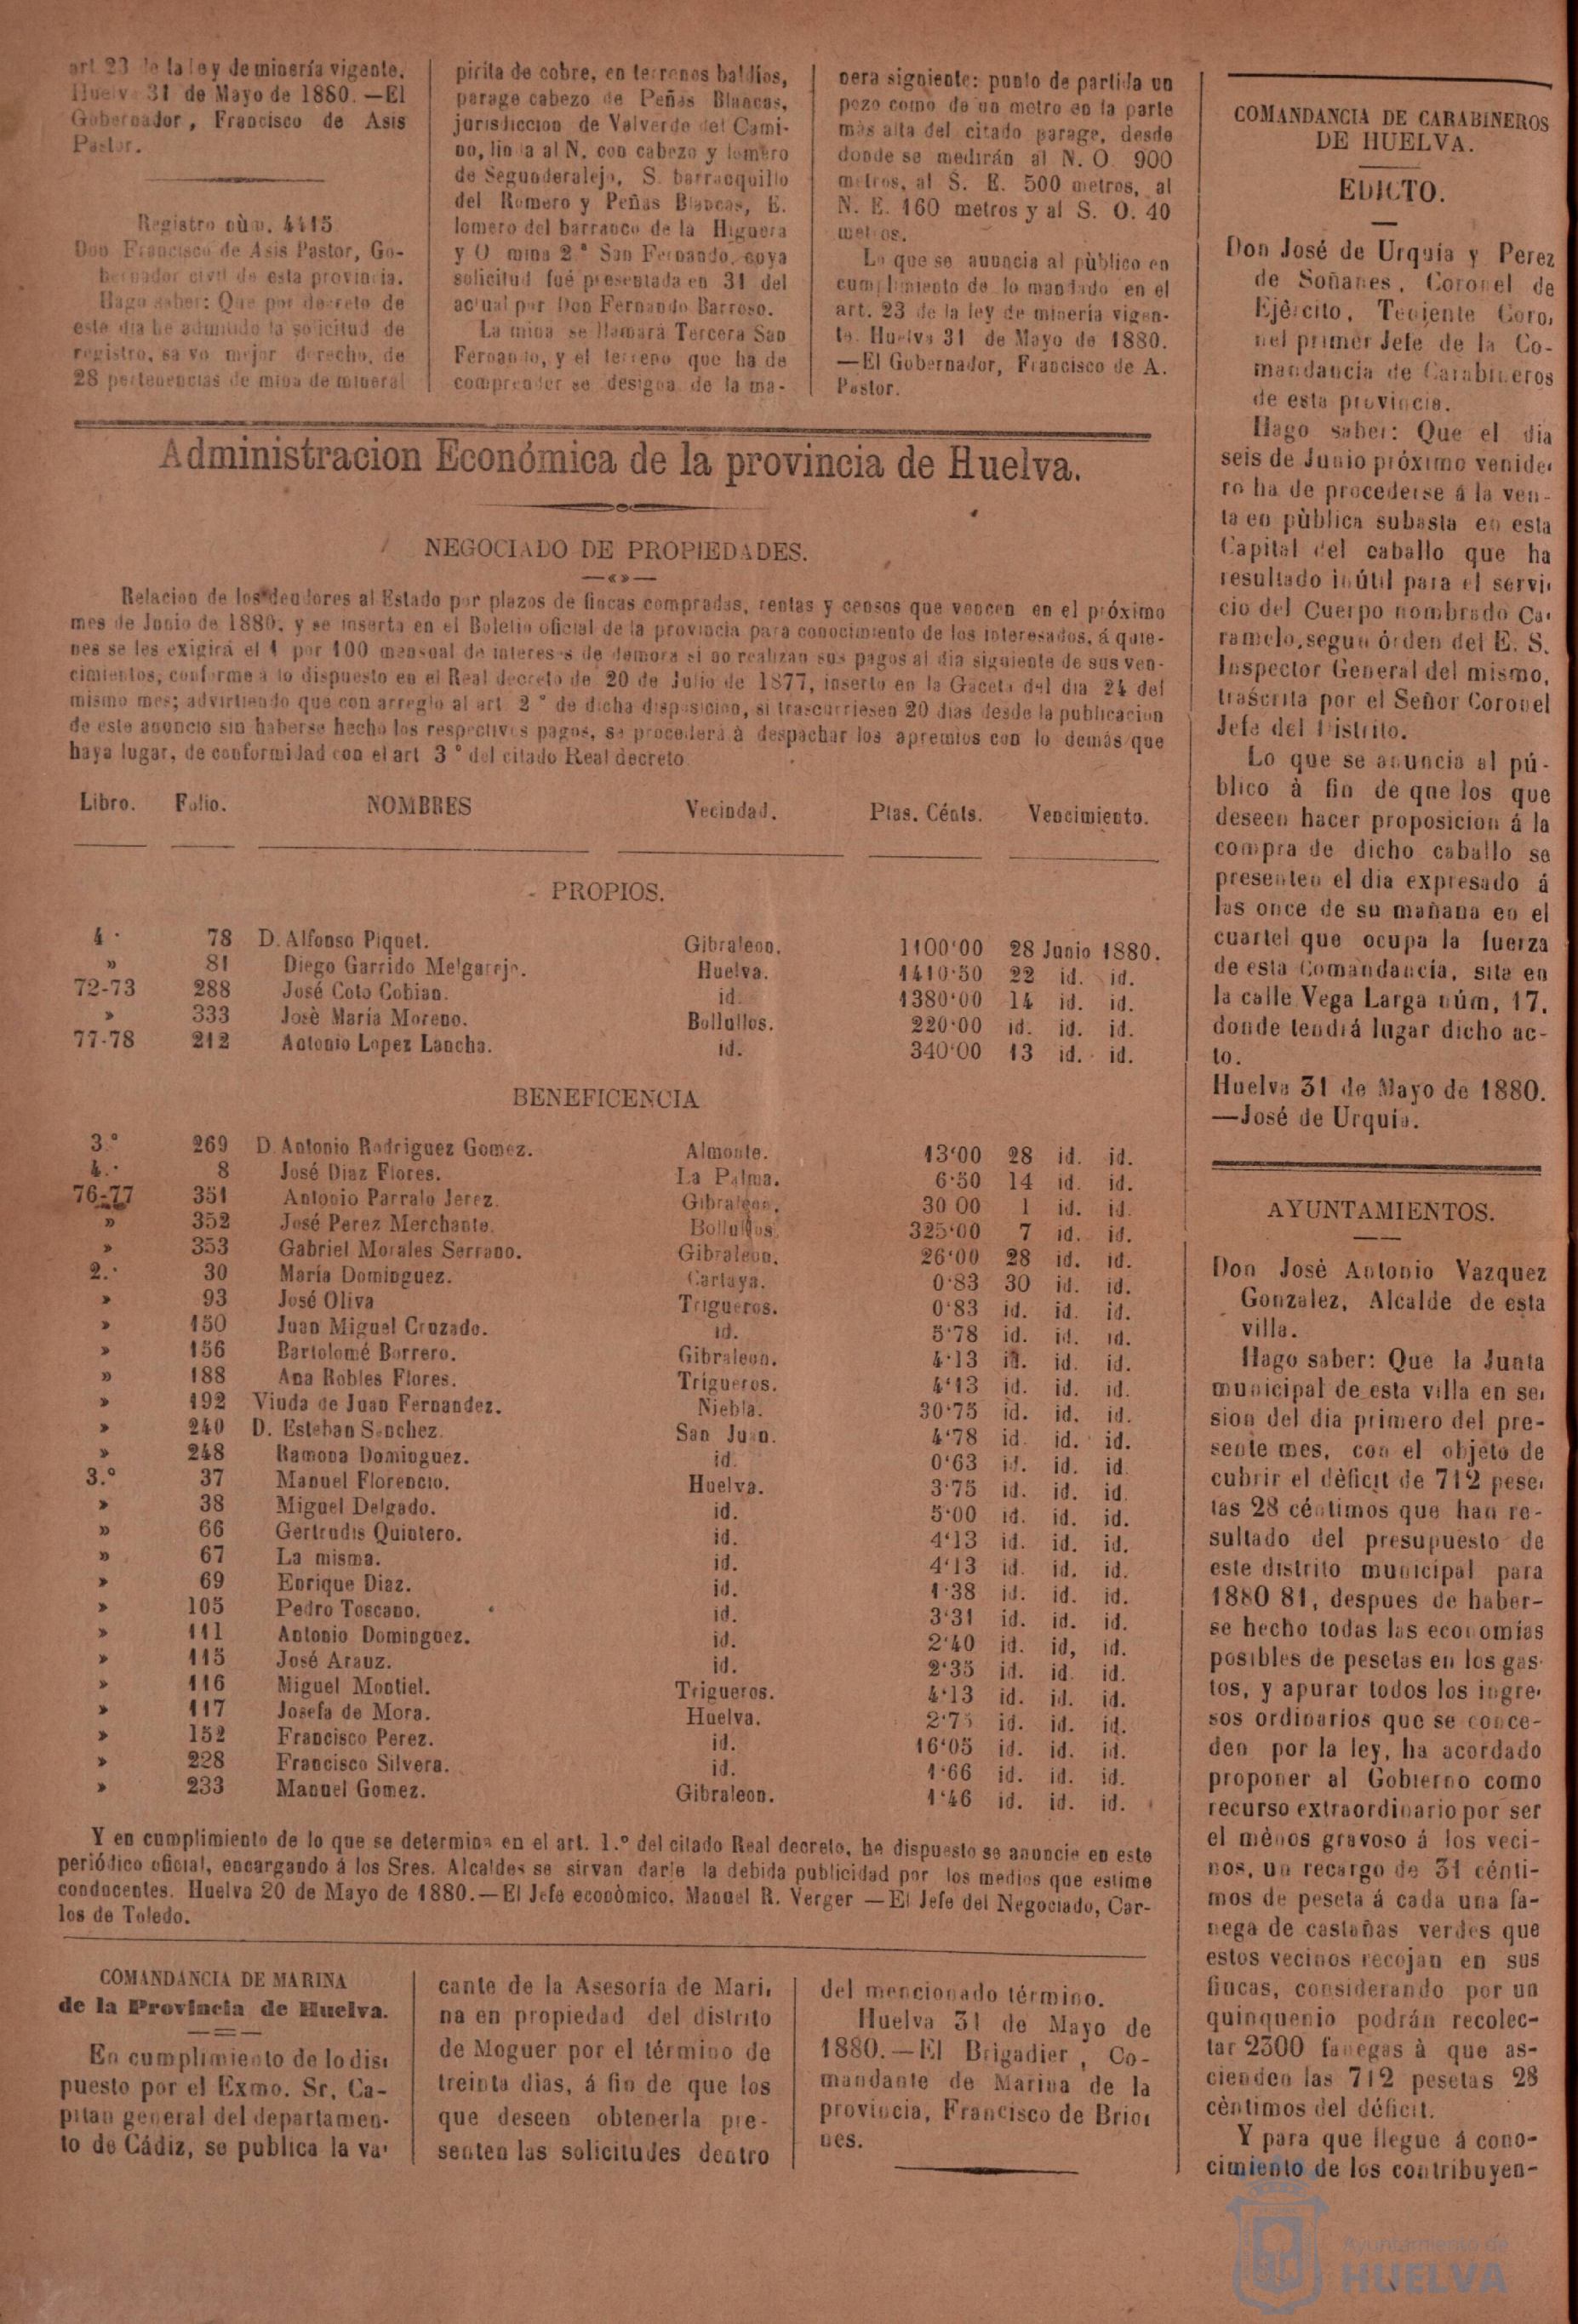 art 23 de la ley de minería vigente.
Huelva 31 de Mayo de 1880.—El
Gobernador, Francisco de Asis
Pastor.
Registro nùm. 4415
Don Francisco de Asis Pastor, Go-
bernador civil de esta provincia.
Hago saber: Que por decreto de
este dia he admitido la solicitud de
registro, salvo mejor derecho, de
28 pertenencias de mina de mineral
pirita de cobre, en terrenos baldíos,
parage cabezo de Peñas Blancas,
jurisdiccion de Valverde del Cami-
no, linda al N. con cabezo y lomero
de Segunderalejo, S. barranquillo
del Romero y Peñas Blancas, E.
lomero del barranco de la Higuera
y O mina 2.ª San Fernando, cuya
solicitud fué presentada en 31 del
actual por Don Fernando Barroso.
La mina se llamará Tercera San
Fernando, y el terreno que ha de
comprender se designa de la ma-
nera signiente: punto de partida un
pozo como de un metro en la parte
más alta del citado parage, desde
donde se medirán al N. O. 900
metros, al S. E. 500 metros, al
N. E. 160 metros y al S. O. 40
metros.
Lo que se anuncia al pùblico en
cumplimiento de lo mandado en el
art. 23 de la ley de minería vigen-
te. Huelva 31 de Mayo de 1880.
—El Gobernador, Francisco de A.
Pastor.
Administracion Económica de la provincia de Huelva.
NEGOCIADO DE PROPIEDADES.
Relacion de los deudores al Estado por plazos de fincas compradas, rentas y censos que vencen en el próximo
mes de Junio de 1880, y se inserta en el Boletin oficial de la provincia para conocimiento de los interesados, á quie-
nes se les exigirá el 1 por 100 mensual de intereses de demora si no realizan sus pagos al dia signiente de sus ven-
cimientos, conforme á lo dispuesto en el Real decreto de 20 de Julio de 1877, inserto en la Gaceta del dia 24 del
mismo mes; advirtiendo que con arreglo al art. 2.º de dicha disposicion, si trascurriesen 20 dias desde la publicacion
de este anuncio sin haberse hecho los respectivos pagos, se procederá à despachar los apremios con lo demás que
haya lugar, de conformidad con el art 3.º del citado Real decreto.
Libro. Folio. NOMBRES Vecindad. Ptas. Cénts. Vencimiento.
PROPIOS.
4.º 78 D. Alfonso Piquet. Gibraleon. 1100'00 28 Junio 1880.
» 81 Diego Garrido Melgarejo. Huelva. 1410'50 22 id. id.
72-73 288 José Coto Cobian. id. 1380'00 14 id. id.
» 333 Josè María Moreno. Bollullos. 220'00 id. id. id.
77-78 212 Antonio Lopez Lancha. id. 340'00 13 id. id.
BENEFICENCIA
3.º 269 D. Antonio Rodriguez Gomez. Almonte. 13'00 28 id. id.
4.º 8 José Diaz Flores. La Palma. 6'50 14 id. id.
76-77 351 Antonio Parralo Jerez. Gibraleon. 30 00 1 id. id.
» 352 José Perez Merchante. Bollullos. 325'00 7 id. id.
» 353 Gabriel Morales Serrano. Gibraleon. 26'00 28 id. id.
2.º 30 María Dominguez. Cartaya. 0'83 30 id. id.
» 93 José Oliva Trigueros. 0'83 id. id. id.
» 150 Juan Miguel Cruzado. id. 5'78 id. id. id.
» 156 Bartolomé Borrero. Gibraleon. 4'13 id. id. id.
» 188 Ana Robles Flores. Trigueros. 4'13 id. id. id.
» 192 Viuda de Juan Fernandez. Niebla. 30'75 id. id. id.
» 240 D. Esteban Sanchez. San Juan. 4'78 id. id. id.
» 248 Ramona Dominguez. id. 0'63 id. id. id
3.º 37 Manuel Florencio. Huelva. 3'75 id. id. id.
» 38 Miguel Delgado. id. 5'00 id. id. id.
» 66 Gertrudis Quintero. id. 4'13 id. id. id.
» 67 La misma. id. 4'13 id. id. id.
» 69 Enrique Diaz. id. 1'38 id. id. id.
» 105 Pedro Toscano. id. 3'31 id. id. id.
» 111 Antonio Dominguez. id. 2'40 id. id, id.
» 115 José Arauz. id. 2'35 id. id. id.
» 116 Miguel Montiel. Trigueros. 4'13 id. id. id.
» 117 Josefa de Mora. Huelva. 2'75 id. id. id.
» 152 Francisco Perez. id. 16'05 id. id. id.
» 228 Francisco Silvera. id. 1'66 id. id. id.
» 233 Manuel Gomez. Gibraleon. 1'46 id. id. id.
Y en cumplimiento de lo que se determina en el art. 1.º del citado Real decreto, he dispuesto se anuncie en este
periódico oficial, encargando á los Sres. Alcaldes se sirvan darle la debida publicidad por los medios que estime
conducentes. Huelva 20 de Mayo de 1880.—El Jefe econòmico, Manuel R. Verger —El Jefe del Negociado, Car-
los de Toledo.
COMANDANCIA DE MARINA
de la Provincia de Huelva.
En cumplimiento de lo dis-
puesto por el Exmo. Sr, Ca-
pitan general del departamen-
to de Cádiz, se publica la va-
cante de la Asesoría de Mari-
na en propiedad del distrito
de Moguer por el término de
treinta dias, á fin de que los
que deseen obtenerla pre-
senten las solicitudes dentro
del mencionado término.
Huelva 31 de Mayo de
1880.—El Brigadier, Co-
mandante de Marina de la
provincia, Francisco de Brio-
nes.
COMANDANCIA DE CARABINEROS
DE HUELVA.
EDICTO.
Don José de Urquía y Perez
de Soñanes, Coronel de
Ejército, Teniente Coro-
nel primer Jefe de la Co-
mandancia de Carabineros
de esta provincia.
Hago saber: Que el dia
seis de Junio próximo venide-
ro ha de procederse á la ven-
ta en pùblica subasta en esta
Capital del caballo que ha
resultado inútil para el servi-
cio del Cuerpo nombrado Ca-
ramelo, segun órden del E. S.
Inspector General del mismo,
trascrita por el Señor Coronel
Jefe del Distrito.
Lo que se anuncia al pú-
blico à fin de que los que
deseen hacer proposicion á la
compra de dicho caballo se
presenten el dia expresado á
las once de su mañana en el
cuartel que ocupa la fuerza
de esta Comandancia, sita en
la calle Vega Larga núm, 17,
donde tendrá lugar dicho ac-
to.
Huelva 31 de Mayo de 1880.
—José de Urquía.
AYUNTAMIENTOS.
Don Josè Antonio Vazquez
Gonzalez, Alcalde de esta
villa.
Hago saber: Que la Junta
municipal de esta villa en se-
sion del dia primero del pre-
sente mes, con el objeto de
cubrir el dèficit de 712 pese-
tas 28 céntimos que han re-
sultado del presupuesto de
este distrito municipal para
1880 81, despues de haber-
se hecho todas las economías
posibles de pesetas en los gas-
tos, y apurar todos los ingre-
sos ordinarios que se conce-
den por la ley, ha acordado
proponer al Gobierno como
recurso extraordinario por ser
el mènos gravoso á los veci-
nos, un recargo de 31 cénti-
mos de peseta á cada una fa-
nega de castañas verdes que
estos vecinos recojan en sus
fincas, considerando por un
quinquenio podrán recolec-
tar 2300 fanegas à que as-
cienden las 712 pesetas 28
cèntimos del déficit.
Y para que llegue á cono-
cimiento de los contribuyen-
Ayuntamiento de
HUELVA